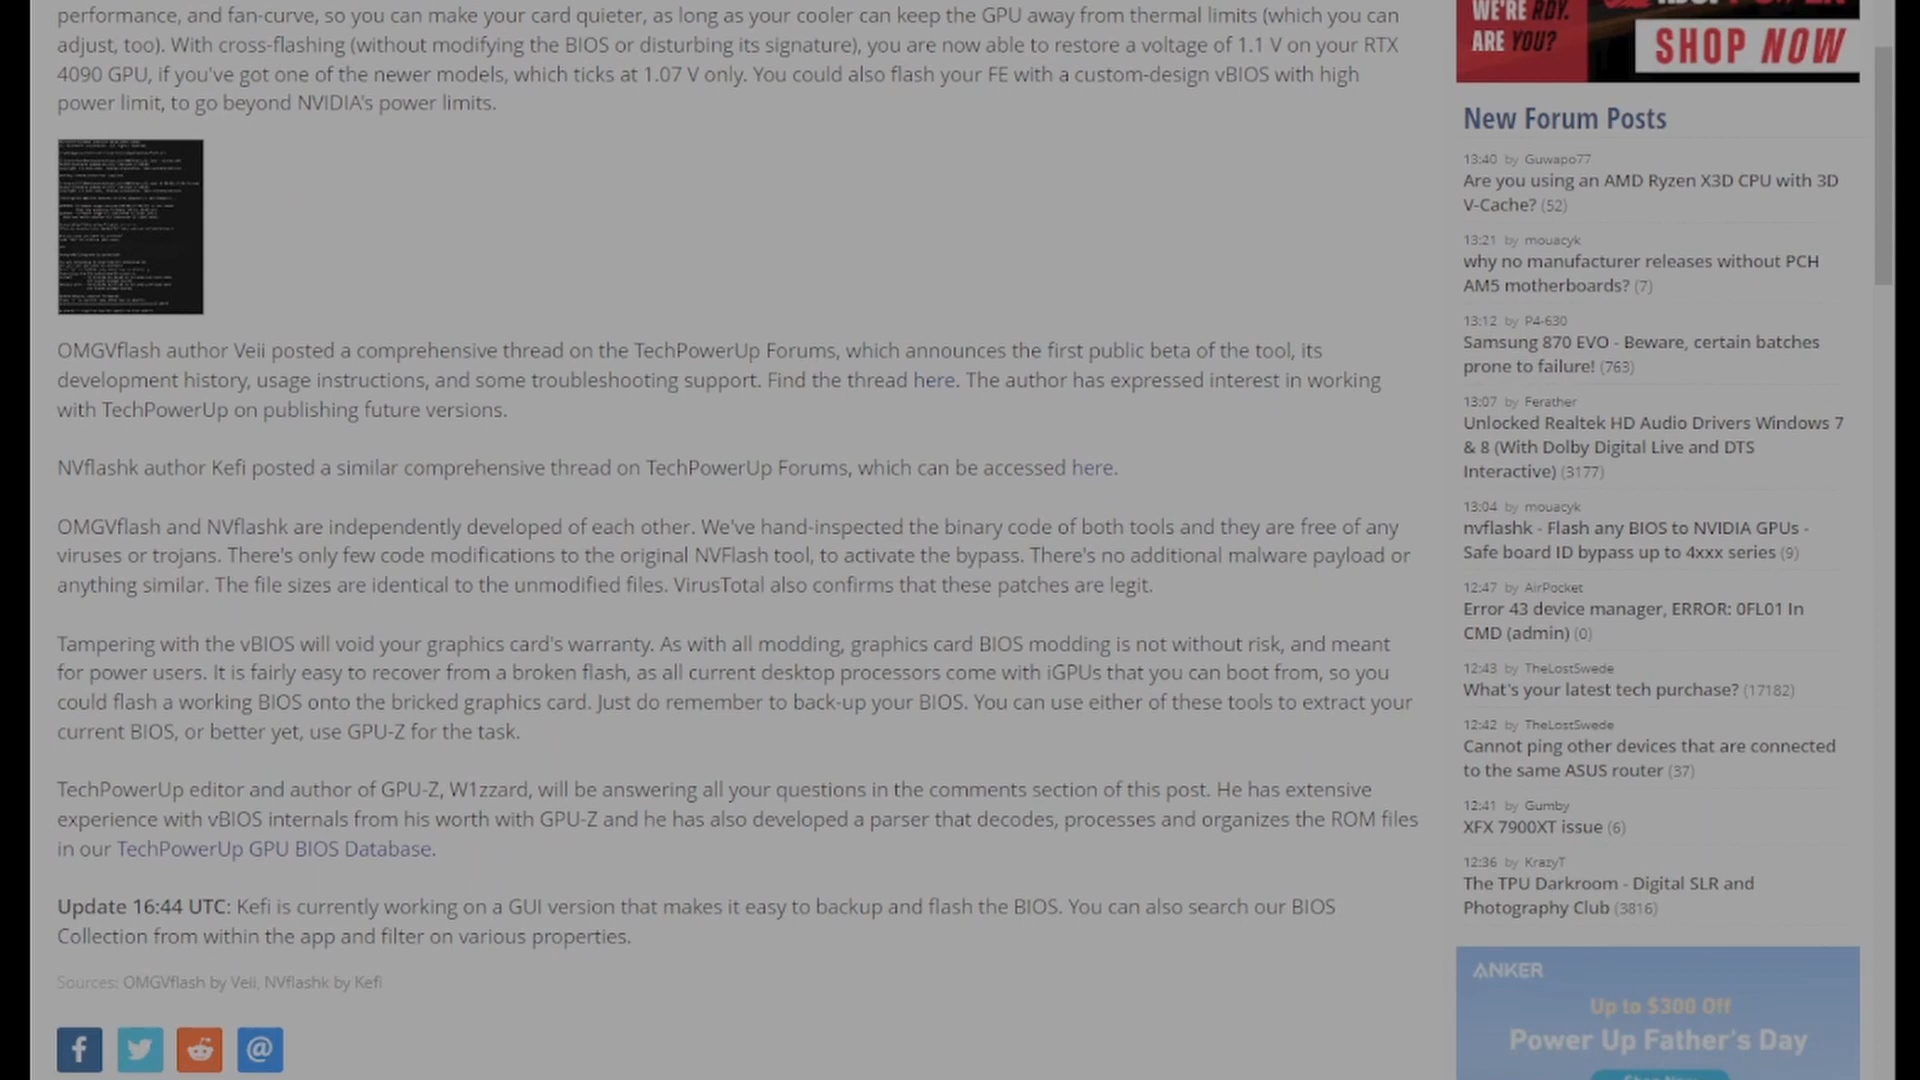 performance, and fan-curve, so you can make your card quieter, as long as your cooler can keep the GPU away from thermal limits (which you can
adjust, too). With cross-flashing (without modifying the BIOS or disturbing its signature), you are now able to restore a voltage of 1.1 V on your RTX
4090 GPU, if you've got one of the newer models, which ticks at 1.07 V only. You could also flash your FE with a custom-design vBIOS with high
power limit, to go beyond NVIDIA's power limits.
OMGVflash author Veii posted a comprehensive thread on the TechPowerUp Forums, which announces the first public beta of the tool, its
development history, usage instructions, and some troubleshooting support. Find the thread here. The author has expressed interest in working
with TechPowerUp on publishing future versions.
NVflashk author Kefi posted a similar comprehensive thread on TechPowerUp Forums, which can be accessed here.
OMGVflash and NVflashk are independently developed of each other. We've hand-inspected the binary code of both tools and they are free of any
viruses or trojans. There's only few code modifications to the original NVFlash tool, to activate the bypass. There's no additional malware payload or
anything similar. The file sizes are identical to the unmodified files. VirusTotal also confirms that these patches are legit.
Tampering with the vBIOS will void your graphics card's warranty. As with all modding, graphics card BIOS modding is not without risk, and meant
for power users. It is fairly easy to recover from a broken flash, as all current desktop processors come with iGPUs that you can boot from, so you
could flash a working BIOS onto the bricked graphics card. Just do remember to back-up your BIOS. You can use either of these tools to extract your
current BIOS, or better yet, use GPU-Z for the task.
TechPowerUp editor and author of GPU-Z, W1zzard, will be answering all your questions in the comments section of this post. He has extensive
experience with vBIOS internals from his worth with GPU-Z and he has also developed a parser that decodes, processes and organizes the ROM files
in our TechPowerUp GPU BIOS Database.
Update 16:44 UTC: Kefi is currently working on a GUI version that makes it easy to backup and flash the BIOS. You can also search our BIOS
Collection from within the app and filter on various properties.
Sources: OMGVflash by Veii, NVflashk by Kefi
WE'RE RDY.
ARE YOU?
SHOP NOW
New Forum Posts
13:40 by Guwapo77
Are you using an AMD Ryzen X3D CPU with 3D
V-Cache? (52)
13:21 by mouacyk
why no manufacturer releases without PCH
AM5 motherboards? (7)
13:12 by P4-630
Samsung 870 EVO - Beware, certain batches
prone to failure! (763)
13:07 by Ferather
Unlocked Realtek HD Audio Drivers Windows 7
& 8 (With Dolby Digital Live and DTS
Interactive) (3177)
13:04 by mouacyk
nvflashk - Flash any BIOS to NVIDIA GPUs -
Safe board ID bypass up to 4xxx series (9)
12:47 by AirPocket
Error 43 device manager, ERROR: 0FL01 In
CMD (admin) (0)
12:43 by TheLostSwede
What's your latest tech purchase? (17182)
12:42 by TheLostSwede
Cannot ping other devices that are connected
to the same ASUS router (37)
12:41 by Gumby
XFX 7900XT issue (6)
12:36 by KrazyT
The TPU Darkroom - Digital SLR and
Photography Club (3816)
ANKER
Up to $300 Off
Power Up Father's Day